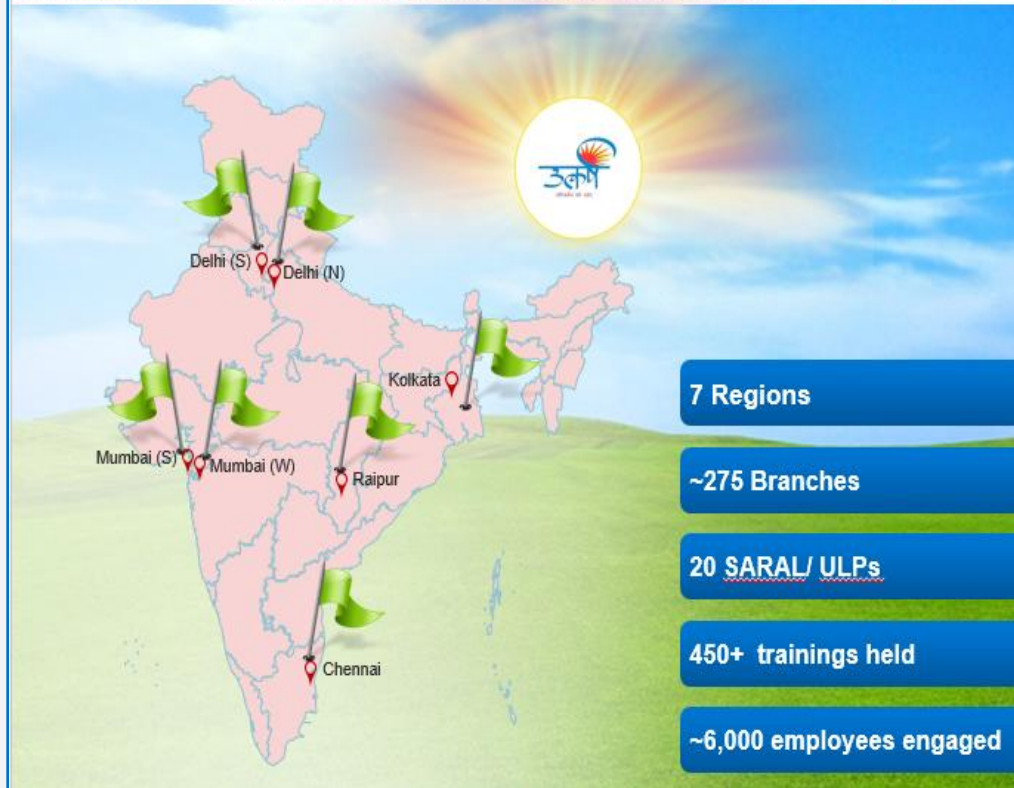 उत्कर्ष
Delhi (S)
Delhi (N)
Kolkata
Mumbai (S)
Mumbai (W)
Raipur
Chennai
7 Regions
~275 Branches
20 SARAL/ ULPs
450+  trainings held
~6,000 employees engaged